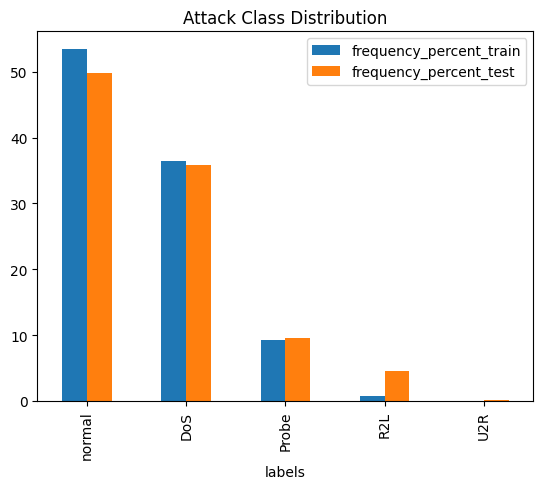 Attack Class Distribution
frequency_percent_train
frequency_percent_test
50
40
30
20
10
0
normal
DoS
Probe
R2L
U2R
labels